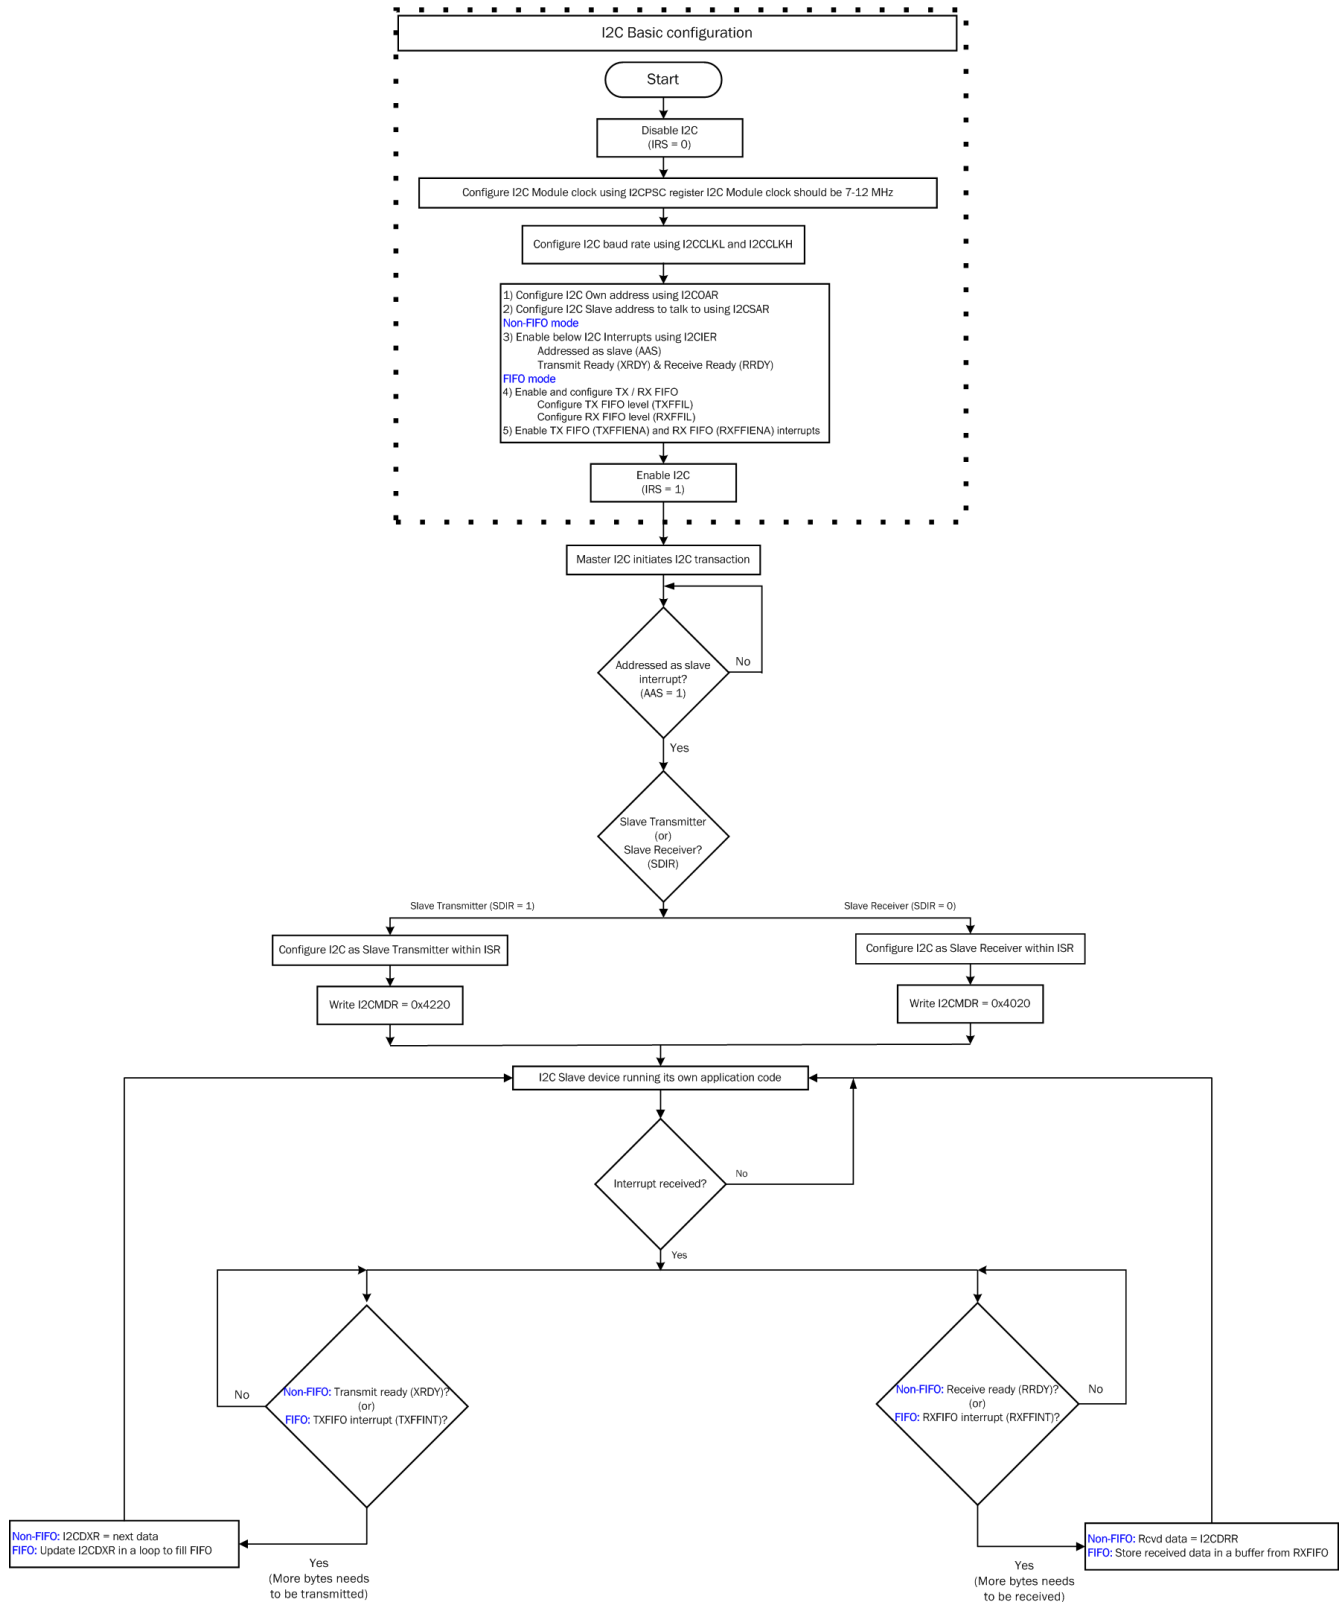 I2C Basic configuration
Start
Disable I2C
(IRS = 0)
Configure I2C Module clock using I2CPSC register I2C Module clock should be 7-12 MHz
Configure I2C baud rate using I2CCLKL and I2CCLKH
1) Configure I2C Own address using I2COAR
2) Configure I2C Slave address to talk to using I2CSAR
Non-FIFO mode
3) Enable below I2C Interrupts using I2CIER
Addressed as slave (AAS)
Transmit Ready (XRDY) & Receive Ready (RRDY)
FIFO mode
4) Enable and configure TX / RX FIFO
Configure TX FIFO level (TXFFIL)
Configure RX FIFO level (RXFFIL)
5) Enable TX FIFO (TXFFIENA) and RX FIFO (RXFFIENA) interrupts
Enable I2C
(IRS = 1)
Master I2C initiates I2C transaction
Addressed as slave
interrupt?
(AAS = 1)
No
Yes
Slave Transmitter
(or)
Slave Receiver?
(SDIR)
Slave Transmitter (SDIR = 1)
Slave Receiver (SDIR = 0)
Configure I2C as Slave Transmitter within ISR
Configure I2C as Slave Receiver within ISR
Write I2CMDR = 0x4220
Write I2CMDR = 0x4020
I2C Slave device running its own application code
Interrupt received?
No
Yes
Non-FIFO: Transmit ready (XRDY)?
(or)
FIFO: TXFIFO interrupt (TXFFINT)?
No
Non-FIFO: Receive ready (RRDY)?
(or)
FIFO: RXFIFO interrupt (RXFFINT)?
No
Non-FIFO: I2CDXR = next data
FIFO: Update I2CDXR in a loop to fill FIFO
Yes
(More bytes needs
to be transmitted)
Non-FIFO: Rcvd data = I2CDRR
FIFO: Store received data in a buffer from RXFIFO
Yes
(More bytes needs
to be received)